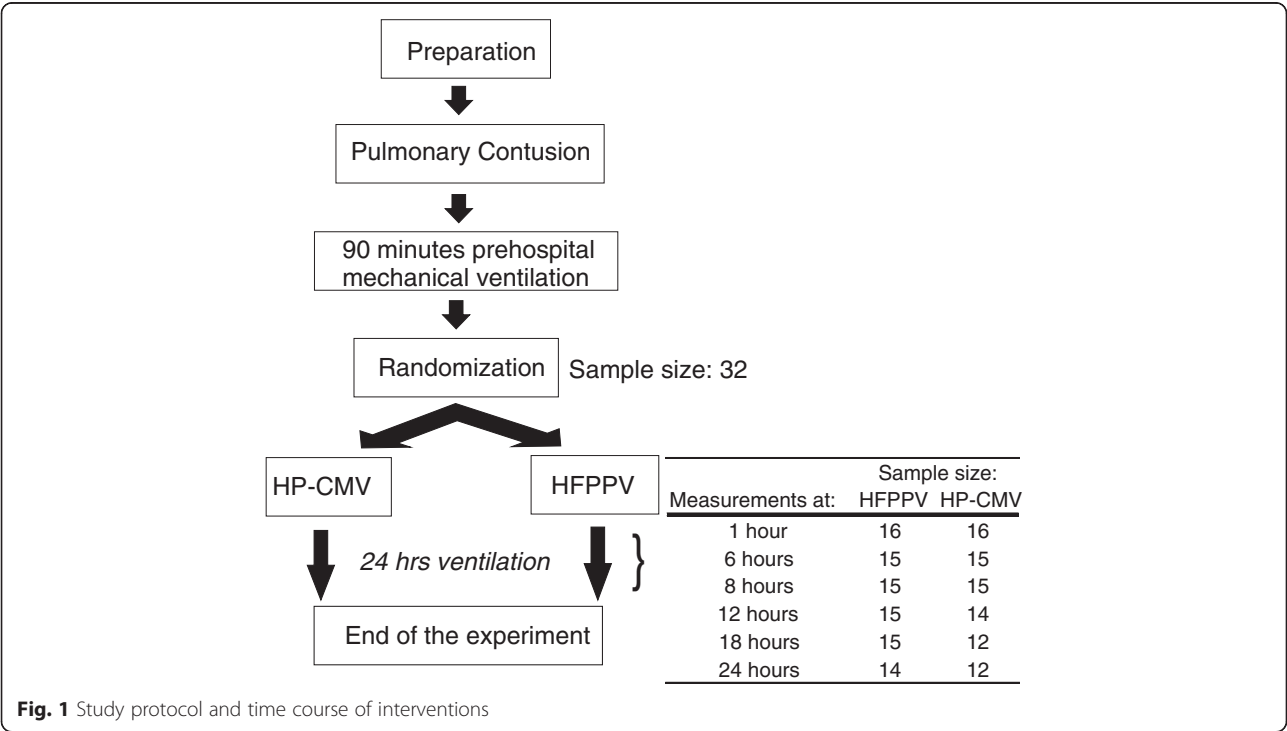 Preparation
Pulmonary Contusion
90 minutes prehospital
mechanical ventilation
Randomization
Sample size: 32
HP-CMV
HFPPV
24 hrs ventilation
}
End of the experiment
Sample size:
Measurements at: HFPPV HP-CMV
1 hour 16 16
6 hours 15 15
8 hours 15 15
12 hours 15 14
18 hours 15 12
24 hours 14 12
Fig. 1 Study protocol and time course of interventions